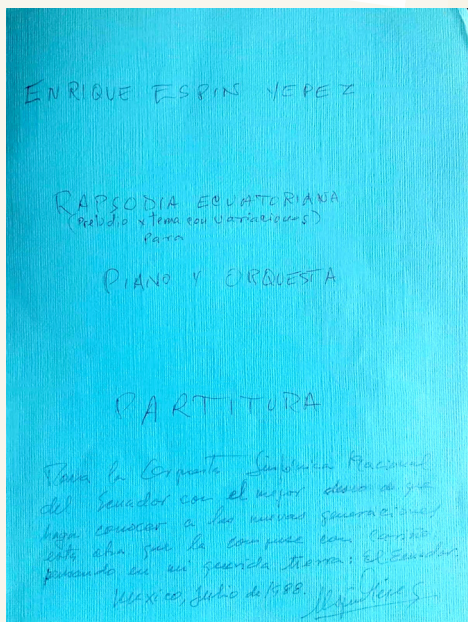 ENRIQUE ESPIN YEPEZ
RAPSODIA ECUATORIANA
(Preludio y tema con variaciones)
para
PIANO Y ORQUESTA
PARTITURA
Para la Orquesta Sinfónica Nacional
del Ecuador con el mejor deseo de que
haga conocer a las nuevas generaciones
esta obra que la compuse con cariño
pensando en mi querida tierra: El Ecuador.
México, Julio de 1988.